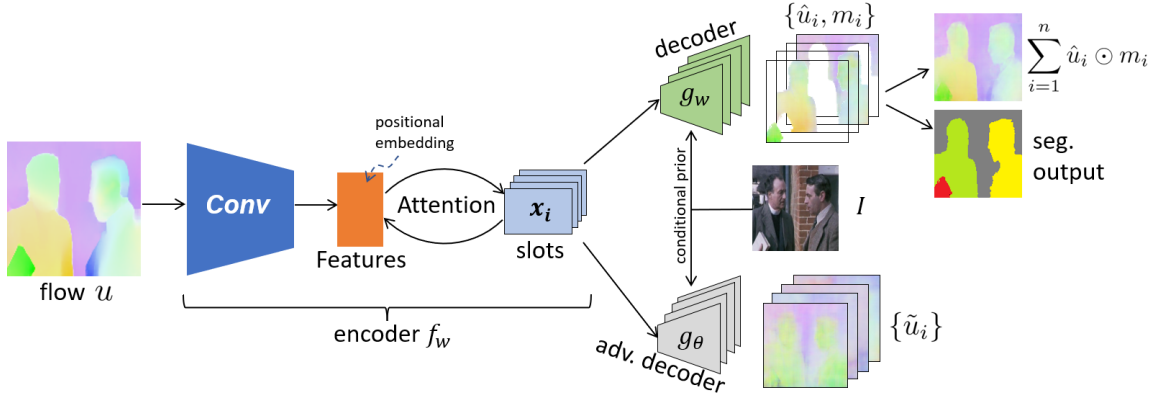 flow u
Conv
positional
embedding
Features
Attention
x_i
slots
encoder f_w
decoder
g_w
{û_i, m_i}
conditional prior
I
adv. decoder
g_θ
{ũ_i}
\sum_{i=1}^{n} û_i ⊙ m_i
seg.
output